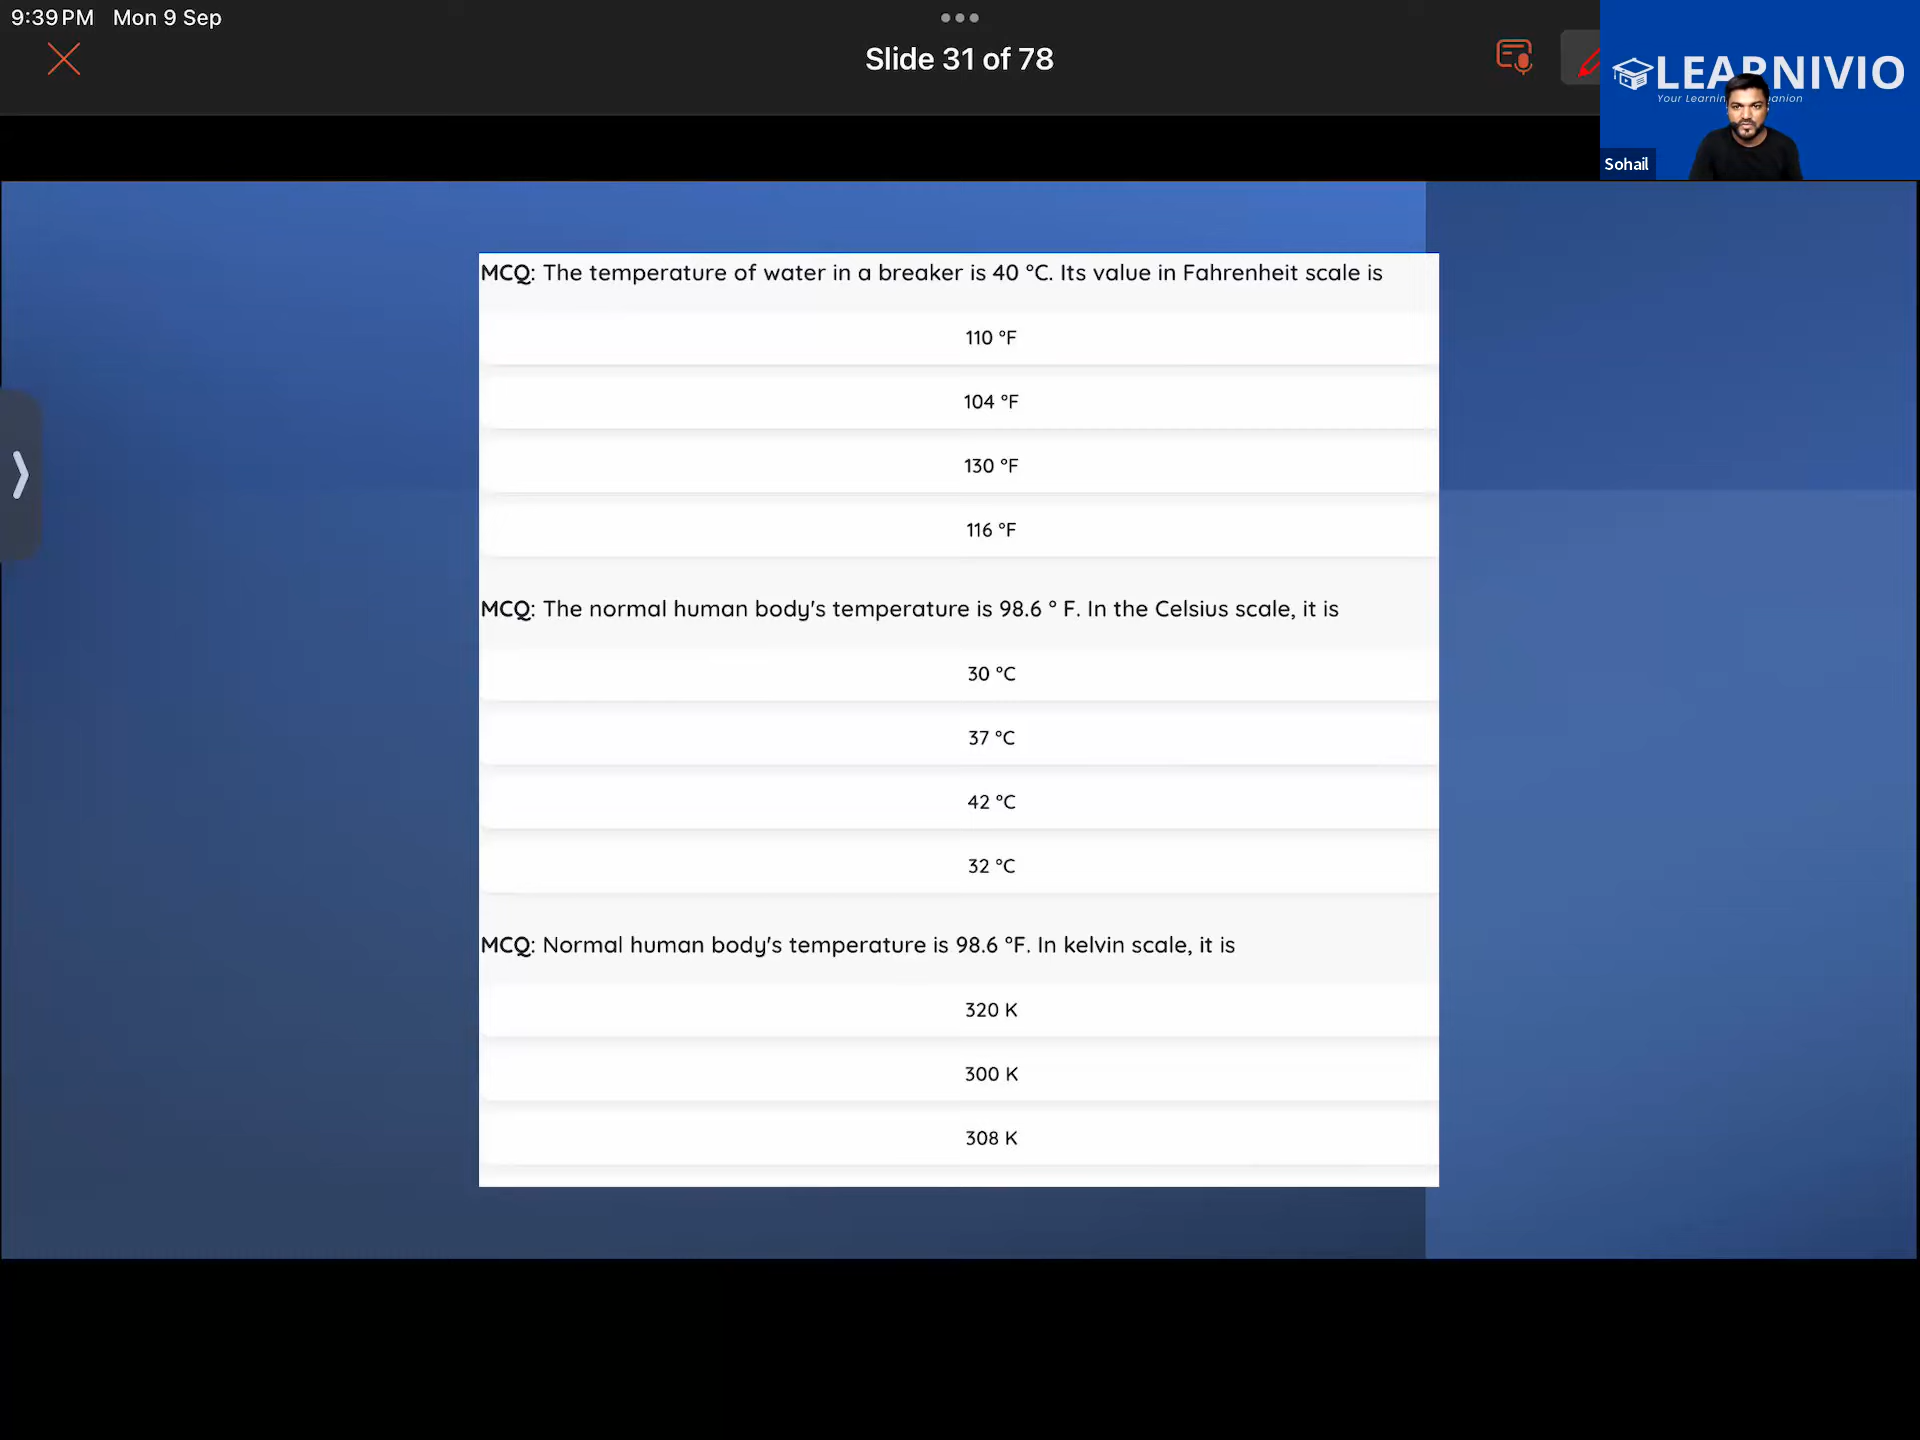 9:39 PM Mon 9 Sep
Slide 31 of 78
LEARNIVIO
Your Learning
Sohail
MCQ: The temperature of water in a breaker is 40 °C. Its value in Fahrenheit scale is
110 °F
104 °F
130 °F
116 °F
MCQ: The normal human body's temperature is 98.6 ° F. In the Celsius scale, it is
30 °C
37 °C
42 °C
32 °C
MCQ: Normal human body's temperature is 98.6 °F. In kelvin scale, it is
320 K
300 K
308 K